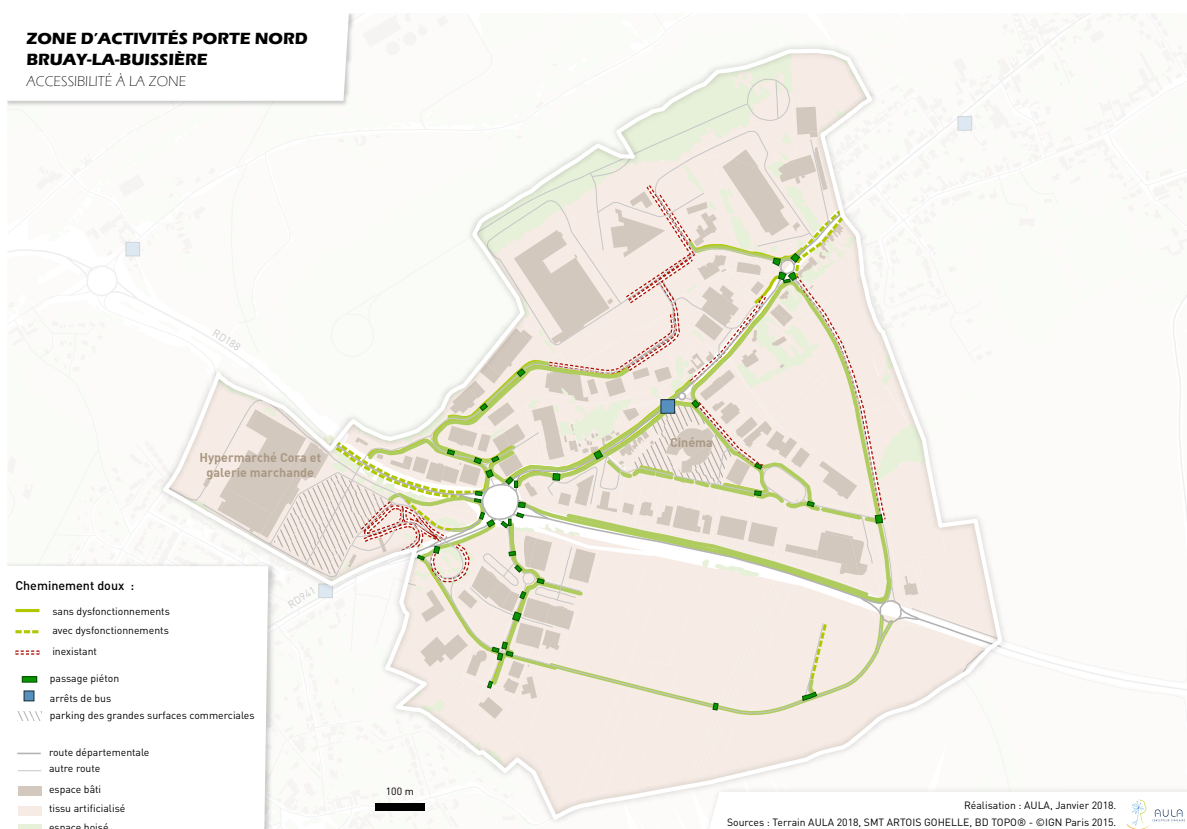 ZONE D'ACTIVITÉS PORTE NORD
BRUAY-LA-BUISSIÈRE
ACCESSIBILITÉ À LA ZONE
RD188
Hypermarché Cora et
galerie marchande
Cinéma
RD941
Cheminement doux :
sans dysfonctionnements
avec dysfonctionnements
inexistant
passage piéton
arrêts de bus
parking des grandes surfaces commerciales
route départementale
autre route
espace bâti
tissu artificialisé
espace boisé
100 m
Réalisation : AULA, Janvier 2018.
Sources : Terrain AULA 2018, SMT ARTOIS GOHELLE, BD TOPO® - ©IGN Paris 2015.
AULA